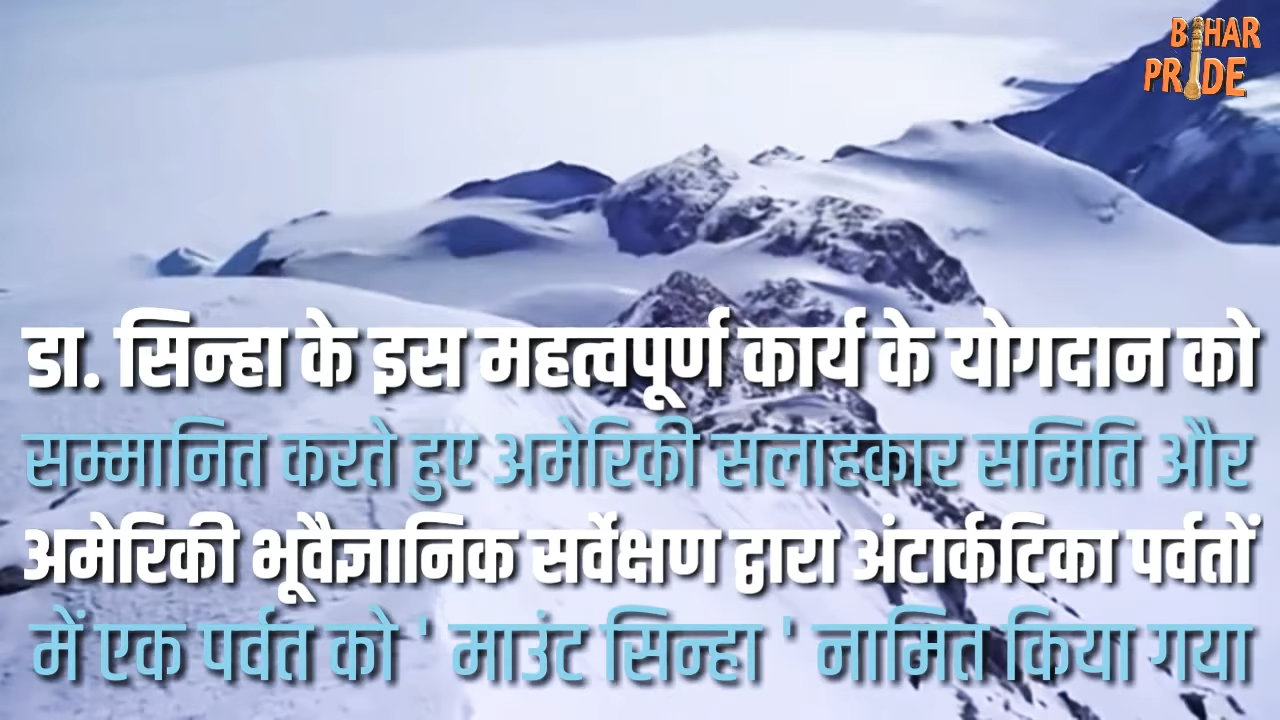 BIHAR
PRIDE
डा. सिन्हा के इस महत्वपूर्ण कार्य के योगदान को
सम्मानित करते हुए अमेरिकी सलाहकार समिति और
अमेरिकी भूवैज्ञानिक सर्वेक्षण द्वारा अंटार्कटिका पर्वतों
में एक पर्वत को ' माउंट सिन्हा ' नामित किया गया